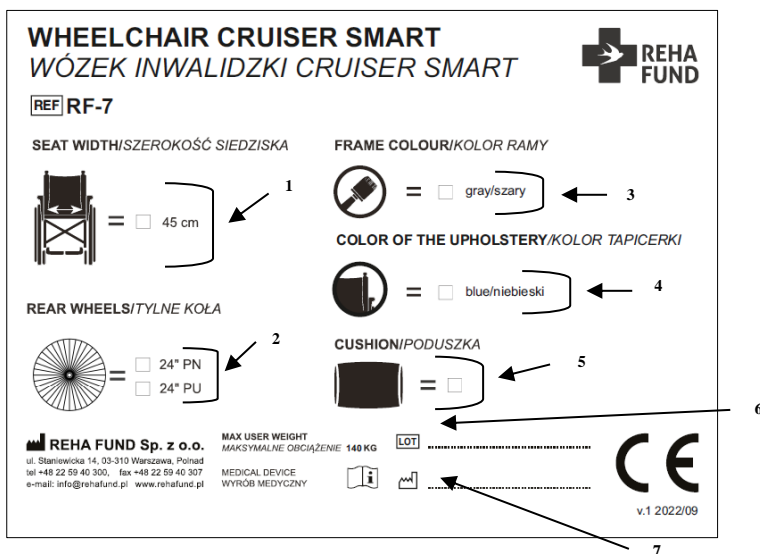 WHEELCHAIR CRUISER SMART
WÓZEK INWALIDZKI CRUISER SMART
REHA
FUND
REF RF-7
SEAT WIDTH/SZEROKOŚĆ SIEDZISKA
= 45 cm
1
FRAME COLOUR/KOLOR RAMY
= gray/szary
3
COLOR OF THE UPHOLSTERY/KOLOR TAPICERKI
= blue/niebieski
4
REAR WHEELS/TYLNE KOŁA
= 24" PN
24" PU
2
CUSHION/PODUSZKA
=
5
6
REHA FUND Sp. z o.o.
ul. Staniewicka 14, 03-310 Warszawa, Polnad
tel +48 22 59 40 300, fax +48 22 59 40 307
e-mail: info@rehafund.pl www.rehafund.pl
MAX USER WEIGHT
MAKSYMALNE OBCIĄŻENIE 140 KG
MEDICAL DEVICE
WYRÓB MEDYCZNY
i
LOT ........................................
........................................
CE
v.1 2022/09
7